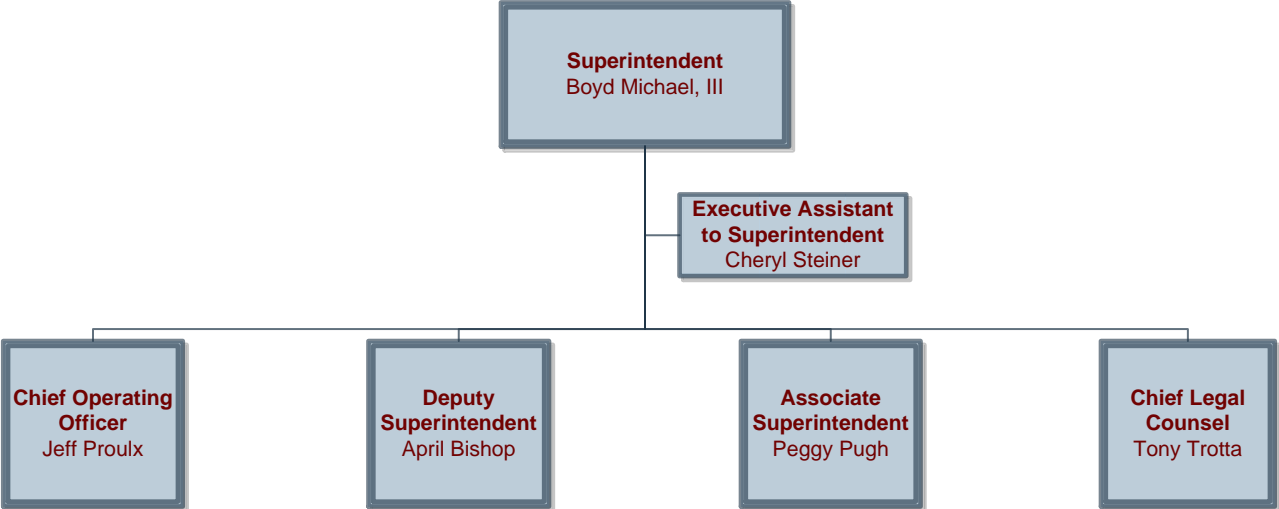 Superintendent
Boyd Michael, III
Executive Assistant
to Superintendent
Cheryl Steiner
Chief Operating
Officer
Jeff Proulx
Deputy
Superintendent
April Bishop
Associate
Superintendent
Peggy Pugh
Chief Legal
Counsel
Tony Trotta